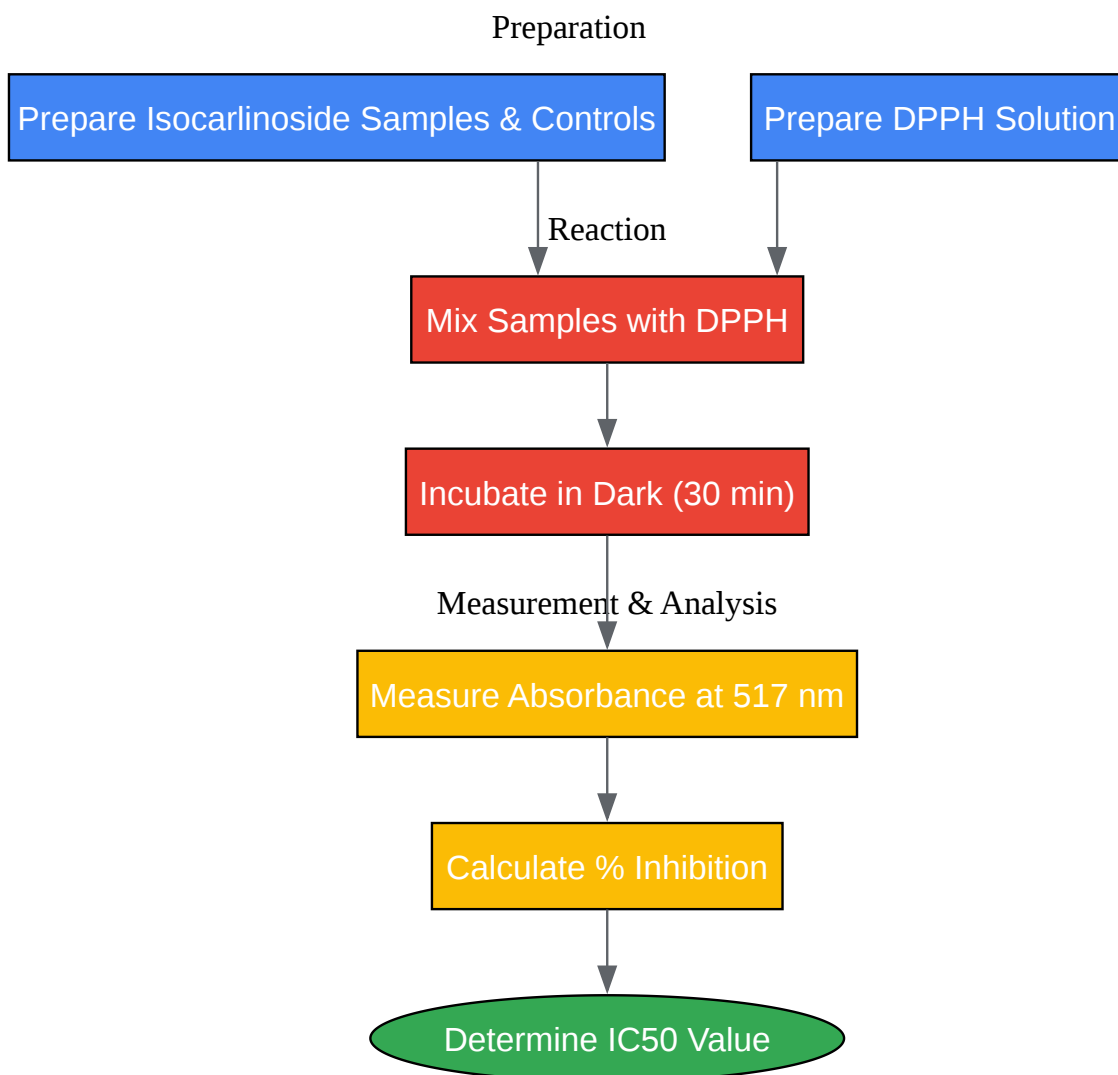 Preparation
Prepare Isocarlinoside Samples & Controls
Prepare DPPH Solution
Reaction
Mix Samples with DPPH
Incubate in Dark (30 min)
Measurement & Analysis
Measure Absorbance at 517 nm
Calculate % Inhibition
Determine IC50 Value